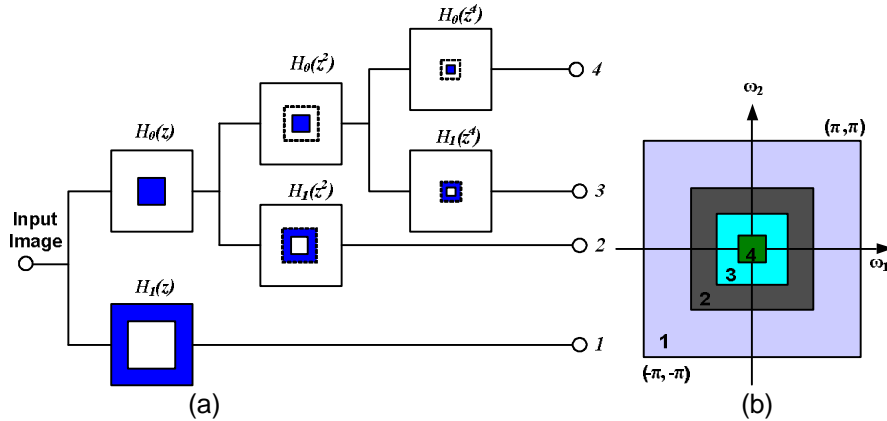 H₀(z⁴)
H₀(z²)
4
ω₂
H₀(z)
(π,π)
H₁(z⁴)
H₁(z²)
3
Input
Image
2
ω₁
4
3
2
H₁(z)
1
1
(-π, -π)
(a)
(b)